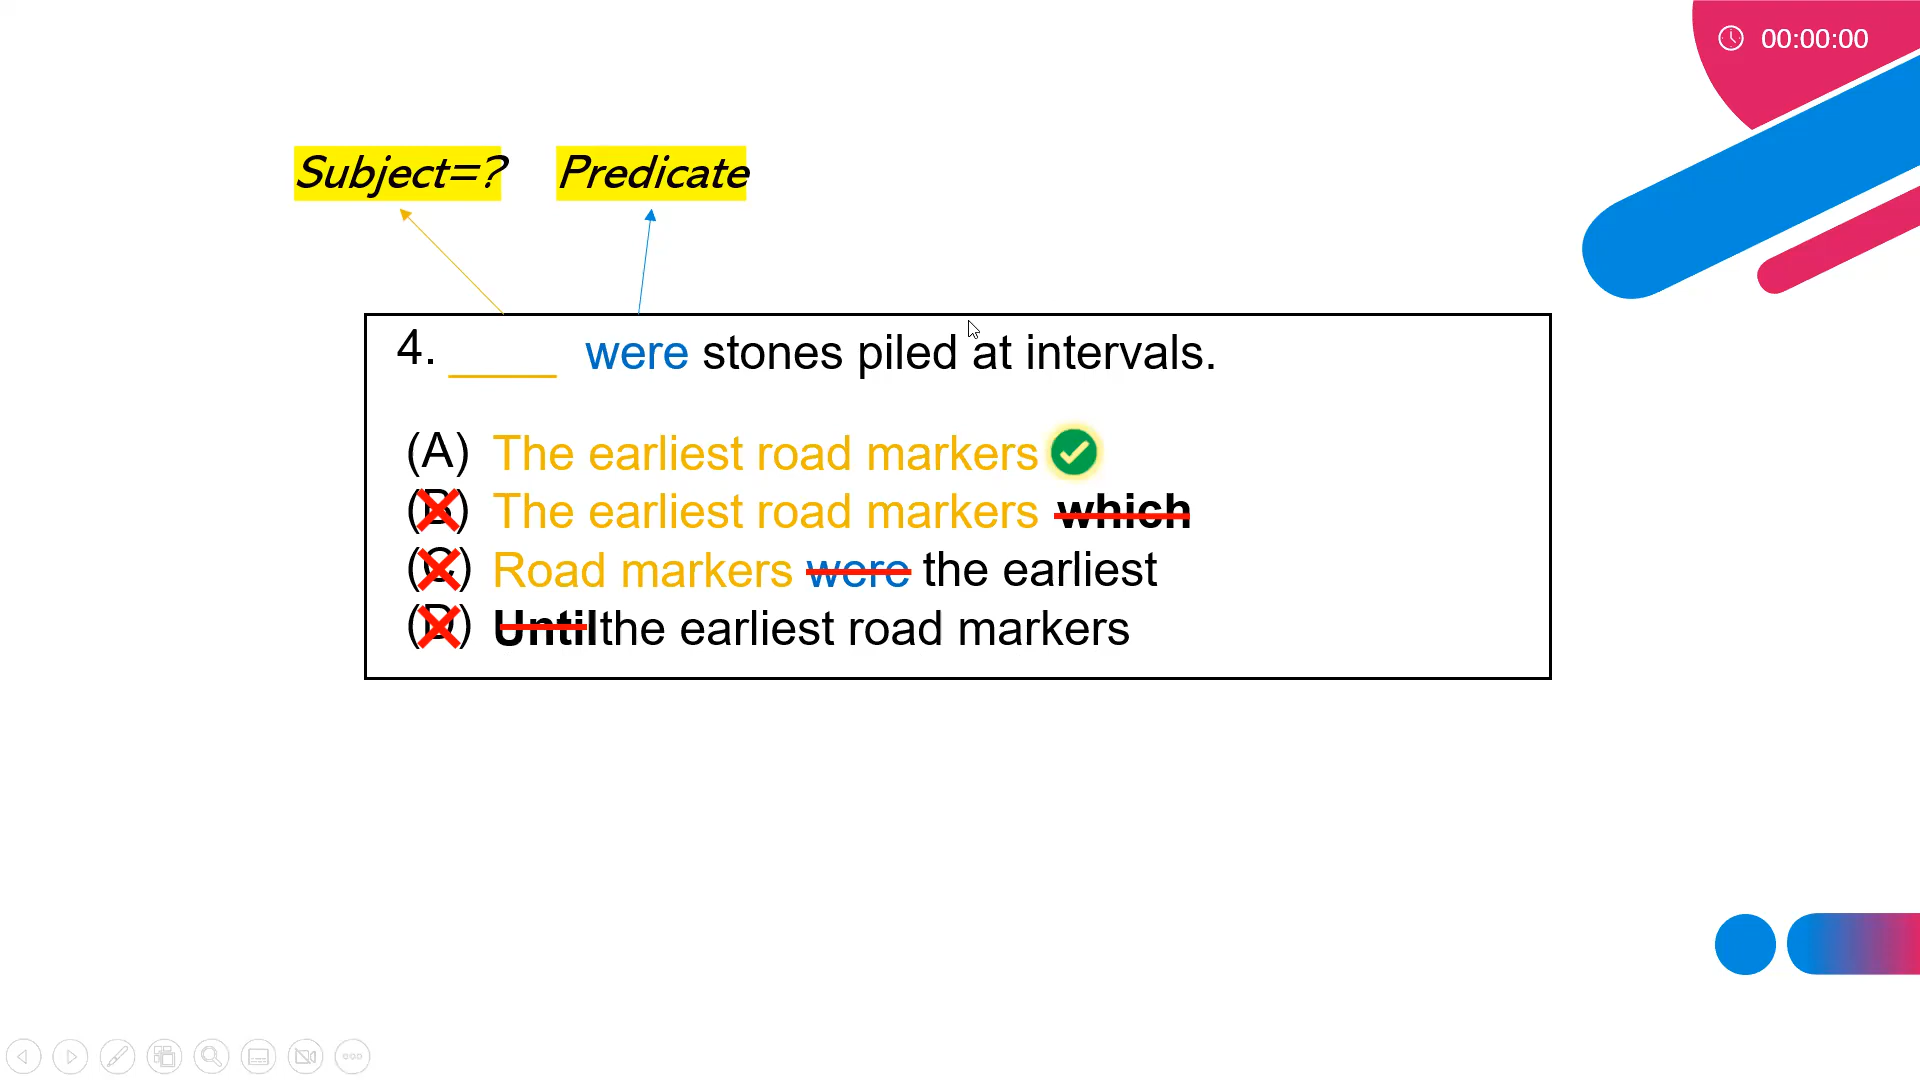 00:00:00
Subject=? Predicate
4. ____ were stones piled at intervals.
(A) The earliest road markers
(B) The earliest road markers which
(C) Road markers were the earliest
(D) Until the earliest road markers